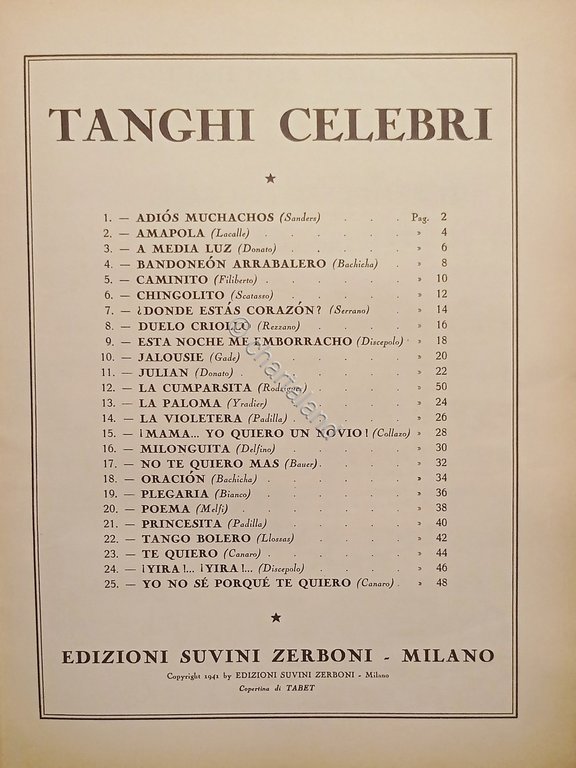 TANGHI CELEBRI
★
1. — ADIÓS MUCHACHOS (Sanders) . . . Pag. 2
2. — AMAPOLA (Lacalle) . . . . . . » 4
3. — A MEDIA LUZ (Donato) . . . . . » 6
4. — BANDONEÓN ARRABALERO (Bachicha) . » 8
5. — CAMINITO (Filiberto) . . . . . . » 10
6. — CHINGOLITO (Scatasso) . . . . . » 12
7. — ¿DONDE ESTÁS CORAZÓN? (Serrano) . » 14
8. — DUELO CRIOLLO (Rezzano) . . . . » 16
9. — ESTA NOCHE ME EMBORRACHO (Discepolo) . » 18
10. — JALOUSIE (Gade) . . . . . . » 20
11. — JULIAN (Donato) . . . . . . » 22
12. — LA CUMPARSITA (Rodriguez) . . . . » 50
13. — LA PALOMA (Yradier) . . . . . » 24
14. — LA VIOLETERA (Padilla) . . . . . » 26
15. — ¡MAMA... YO QUIERO UN NOVIO! (Collazo) » 28
16. — MILONGUITA (Delfino) . . . . . » 30
17. — NO TE QUIERO MAS (Bauer) . . . . » 32
18. — ORACIÓN (Bachicha) . . . . . . » 34
19. — PLEGARIA (Bianco) . . . . . . » 36
20. — POEMA (Melfi) . . . . . . » 38
21. — PRINCESITA (Padilla) . . . . . » 40
22. — TANGO BOLERO (Llossas) . . . . » 42
23. — TE QUIERO (Canaro) . . . . . . » 44
24. — ¡YIRA!... ¡YIRA!... (Discepolo) . . . . » 46
25. — YO NO SÉ PORQUÉ TE QUIERO (Canaro) . » 48
★
EDIZIONI SUVINI ZERBONI - MILANO
Copyright 1941 by EDIZIONI SUVINI ZERBONI - Milano
Copertina di TABET
© chartaland